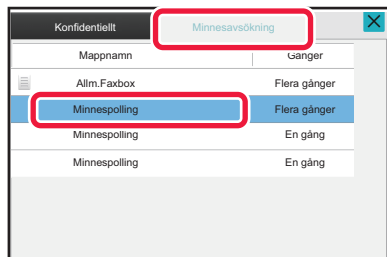 Konfidentiellt Minnesavsökning
Mappnamn Gånger
Allm.Faxbox Flera gånger
Minnespolling Flera gånger
Minnespolling En gång
Minnespolling En gång